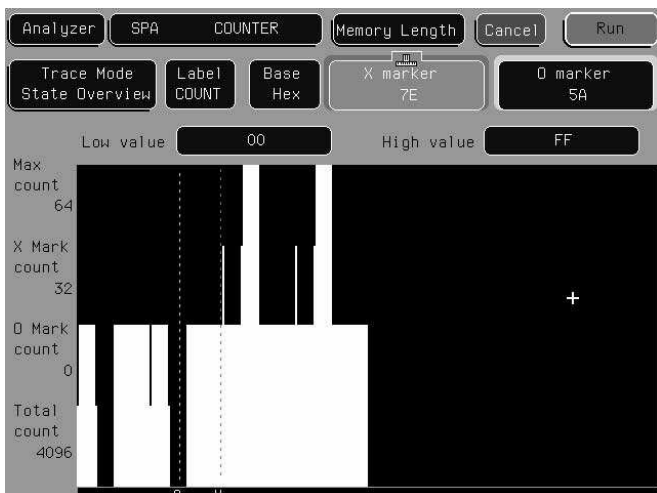 Analyzer SPA COUNTER Memory Length Cancel Run
Trace Mode Label Base X marker O marker
State Overview COUNT Hex 7E 5A
Low value 00 High value FF
Max
count
64
X Mark
count
32
O Mark
count
0
Total
count
4096